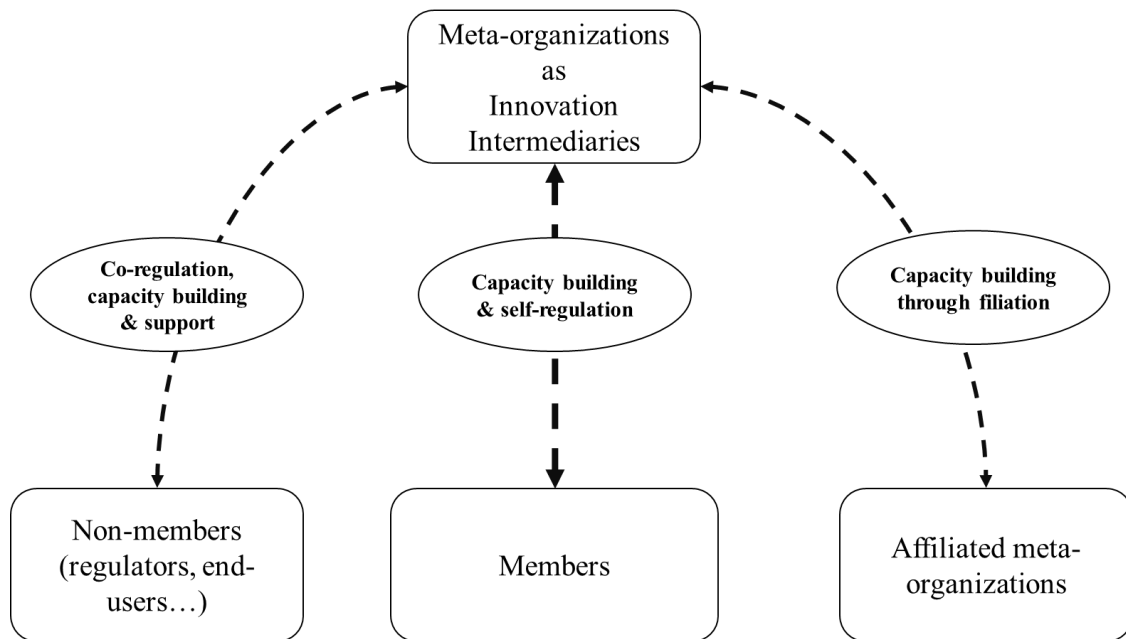 Meta-organizations
as
Innovation
Intermediaries
Co-regulation,
capacity building
& support
Capacity building
& self-regulation
Capacity building
through filiation
Non-members
(regulators, end-
users…)
Members
Affiliated meta-
organizations